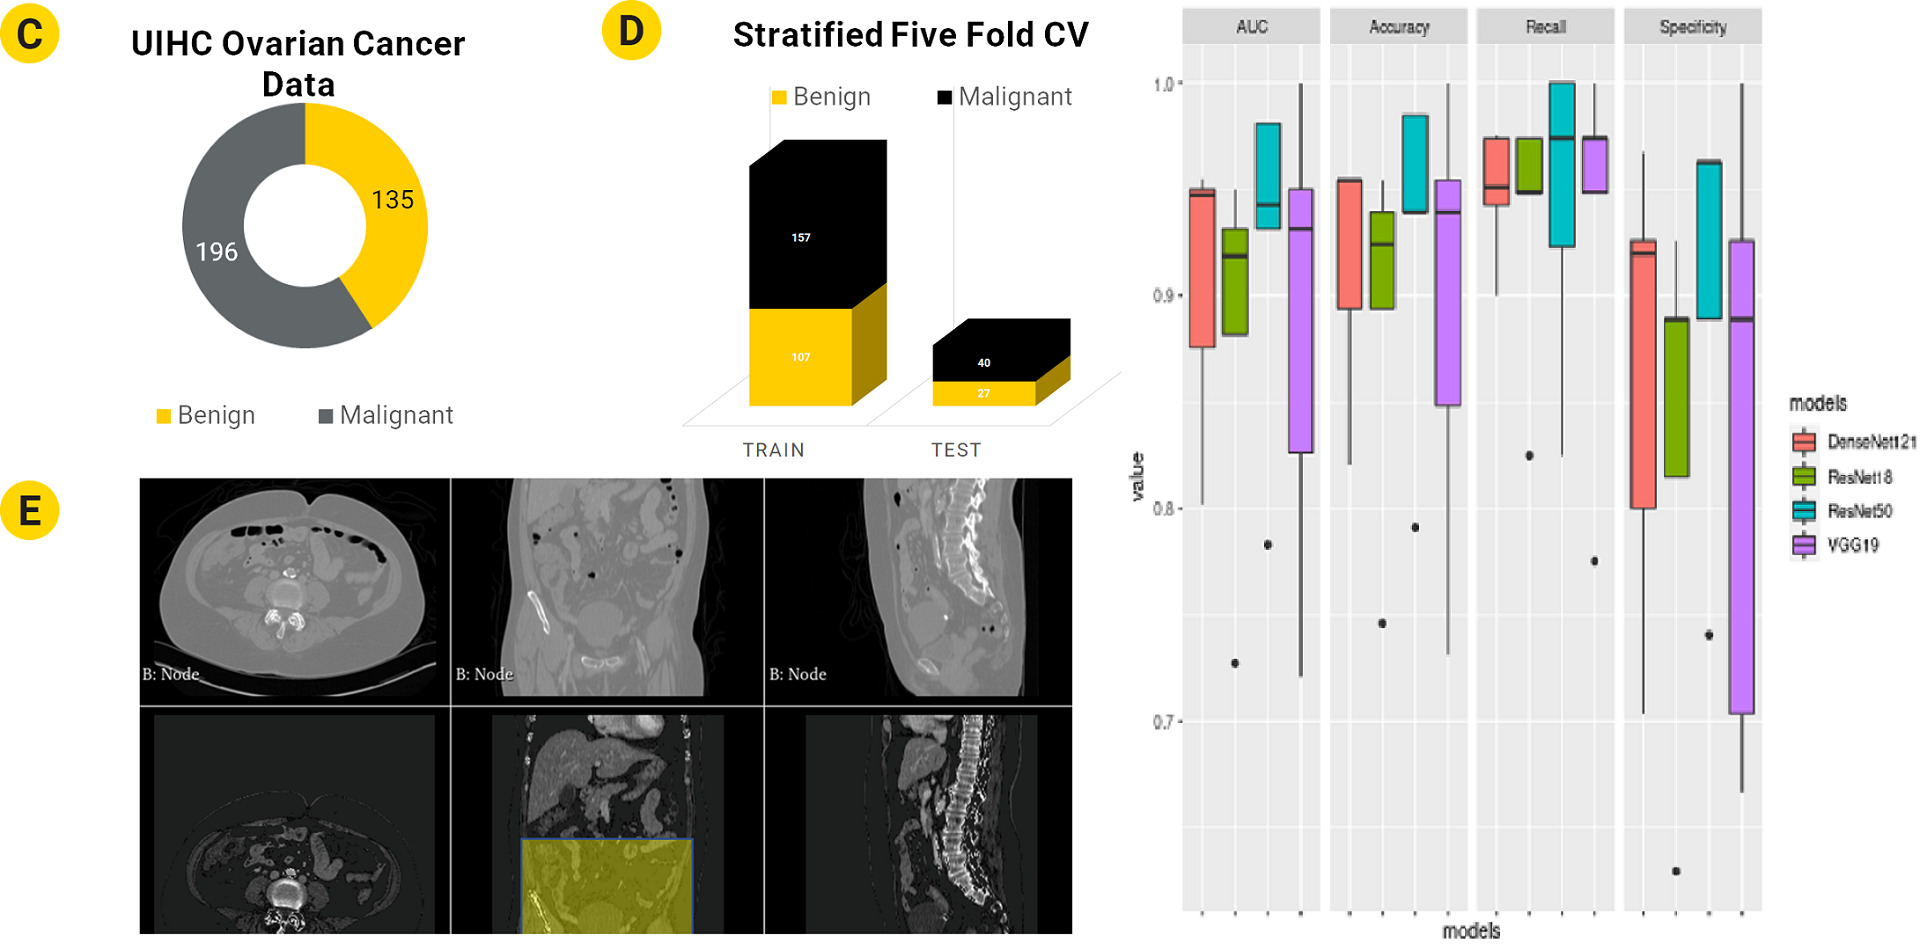 C
UIHC Ovarian Cancer
Data
135
196
Benign
Malignant
D
Stratified Five Fold CV
Benign
Malignant
157
107
40
27
TRAIN
TEST
E
B: Node
B: Node
B: Node
AUC
Accuracy
Recall
Specificity
1.0
0.9
0.8
0.7
value
models
models
DenseNet121
ResNet18
ResNet50
VGG19